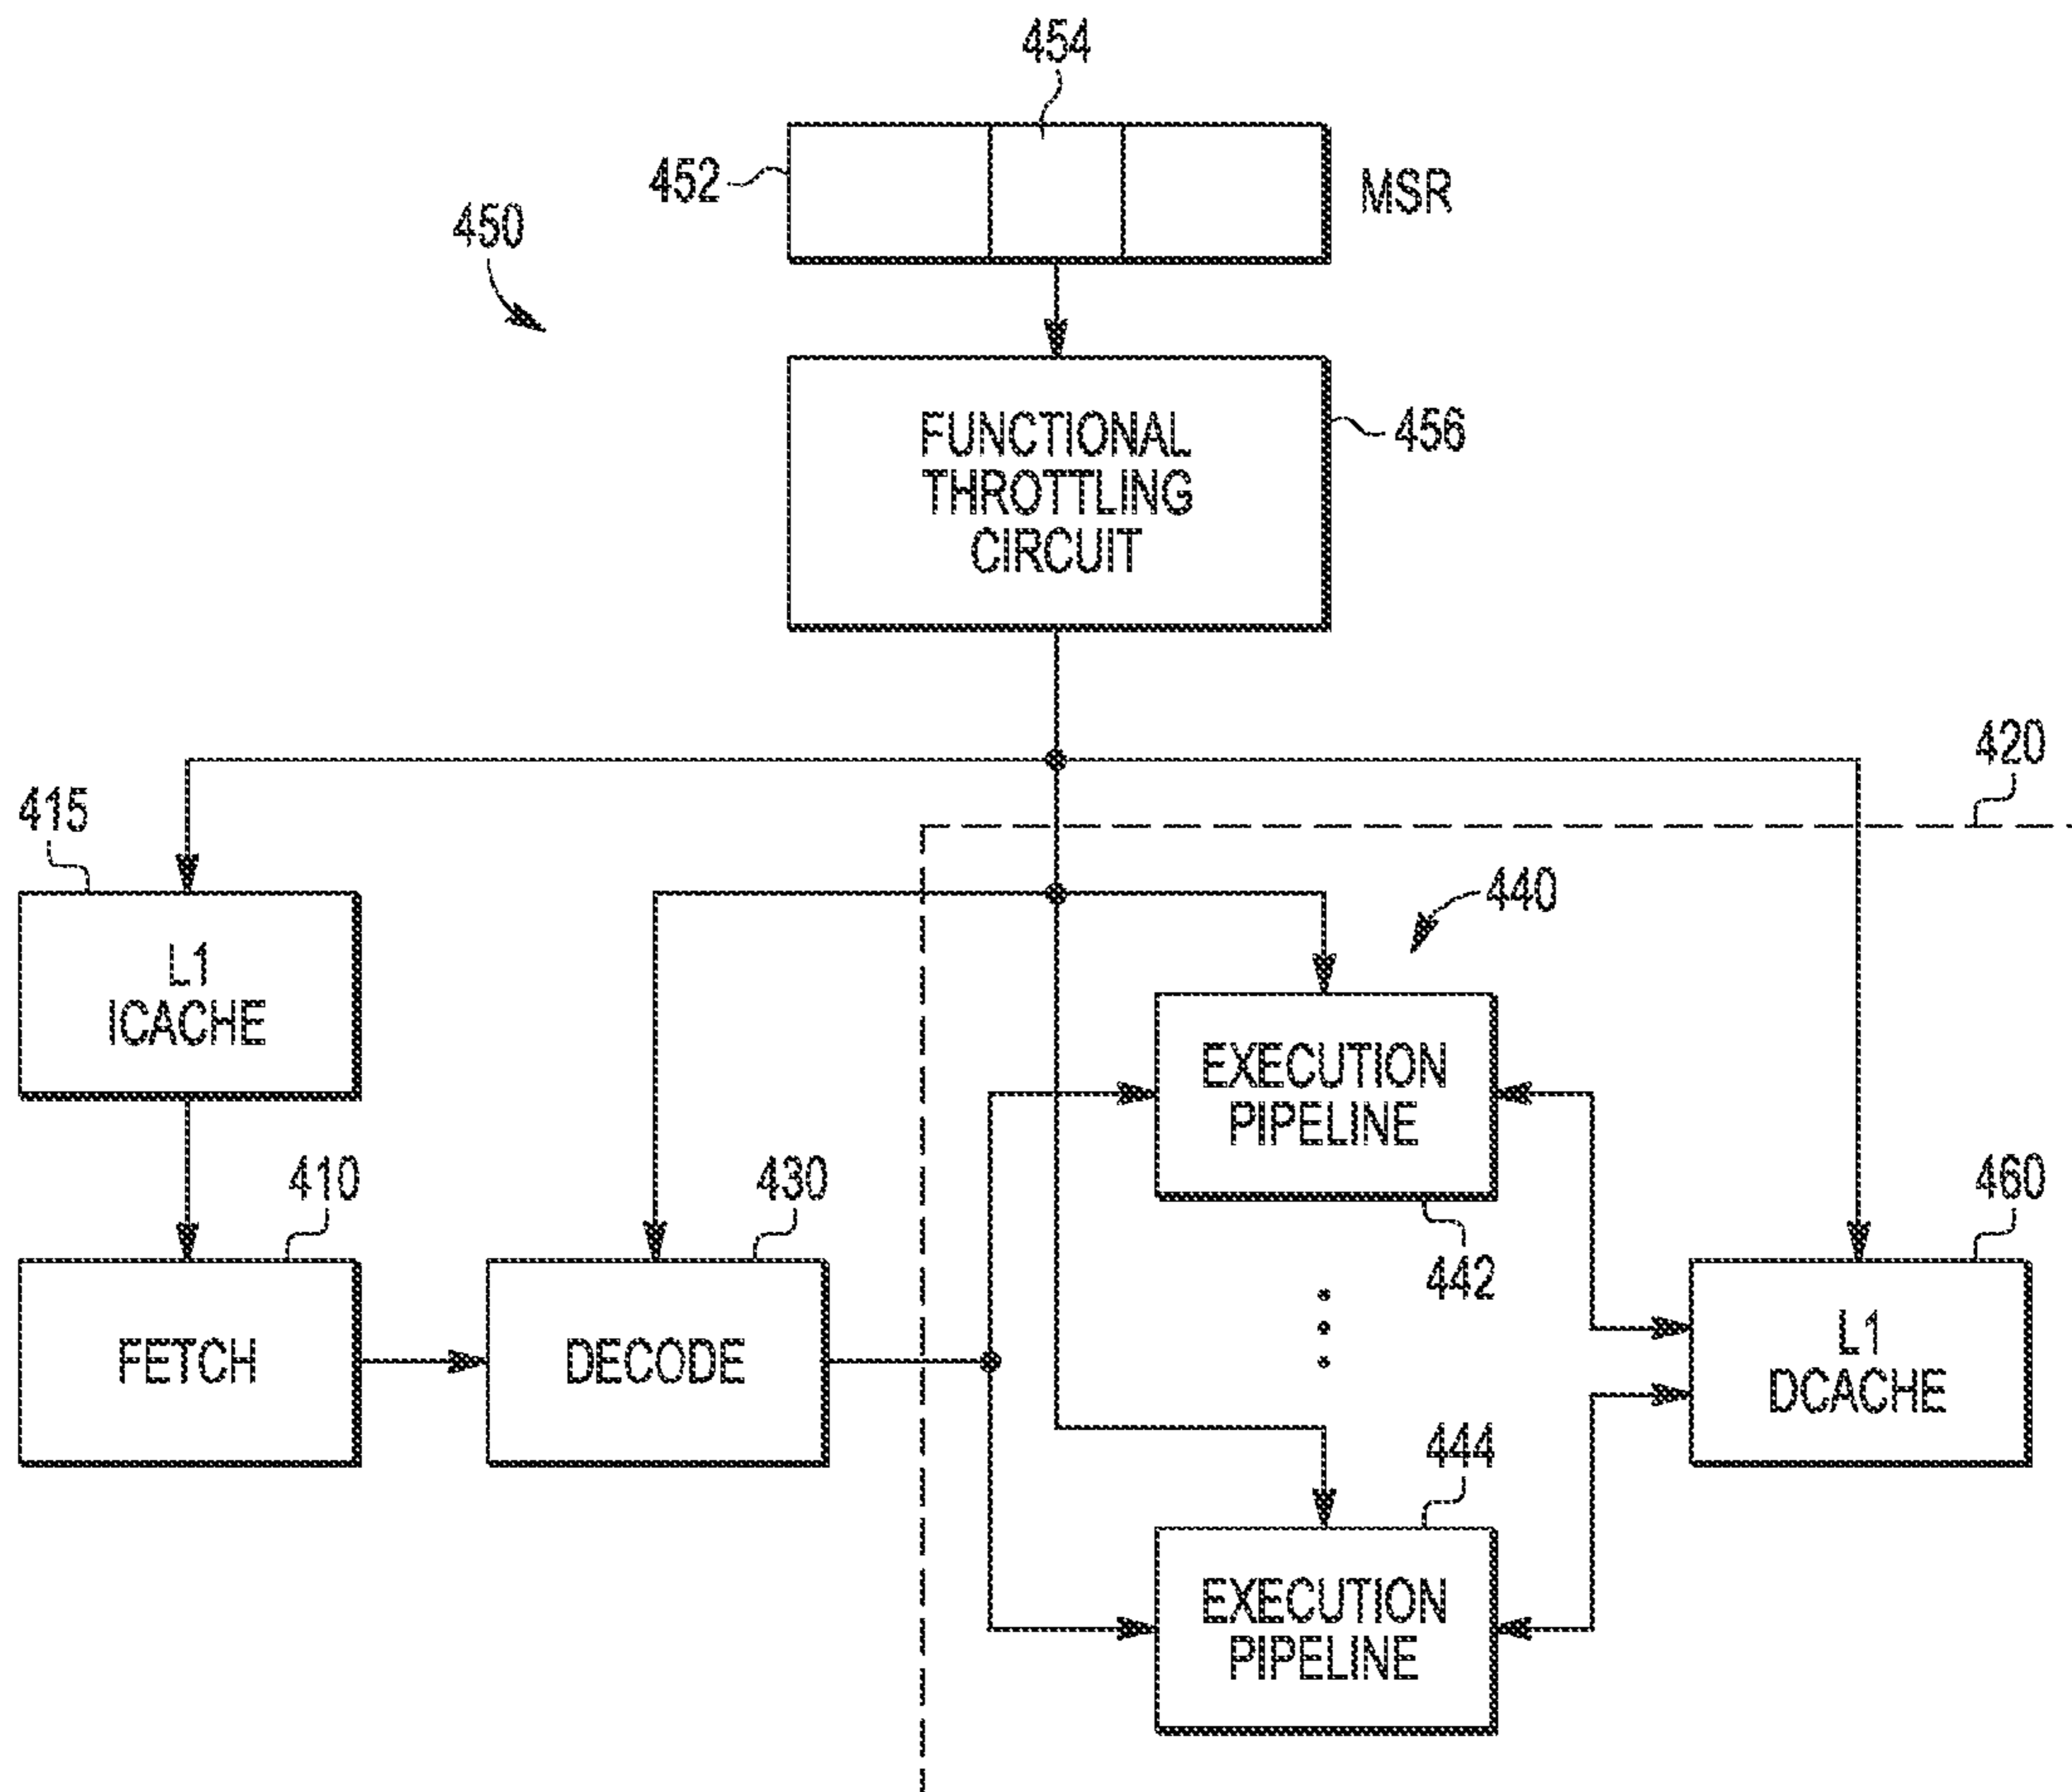 454
452
MSR
450
FUNCTIONAL
THROTTLING
CIRCUIT
456
420
415
L1
ICACHE
440
EXECUTION
PIPELINE
442
410
FETCH
430
DECODE
460
L1
DCACHE
444
EXECUTION
PIPELINE